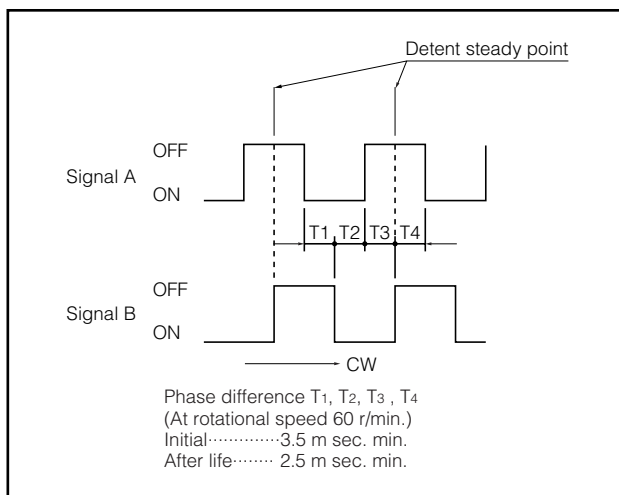 Detent steady point
OFF
Signal A
ON
T1 T2 T3 T4
OFF
Signal B
ON
CW
Phase difference T1, T2, T3 , T4
(At rotational speed 60 r/min.)
Initial··············3.5 m sec. min.
After life········ 2.5 m sec. min.